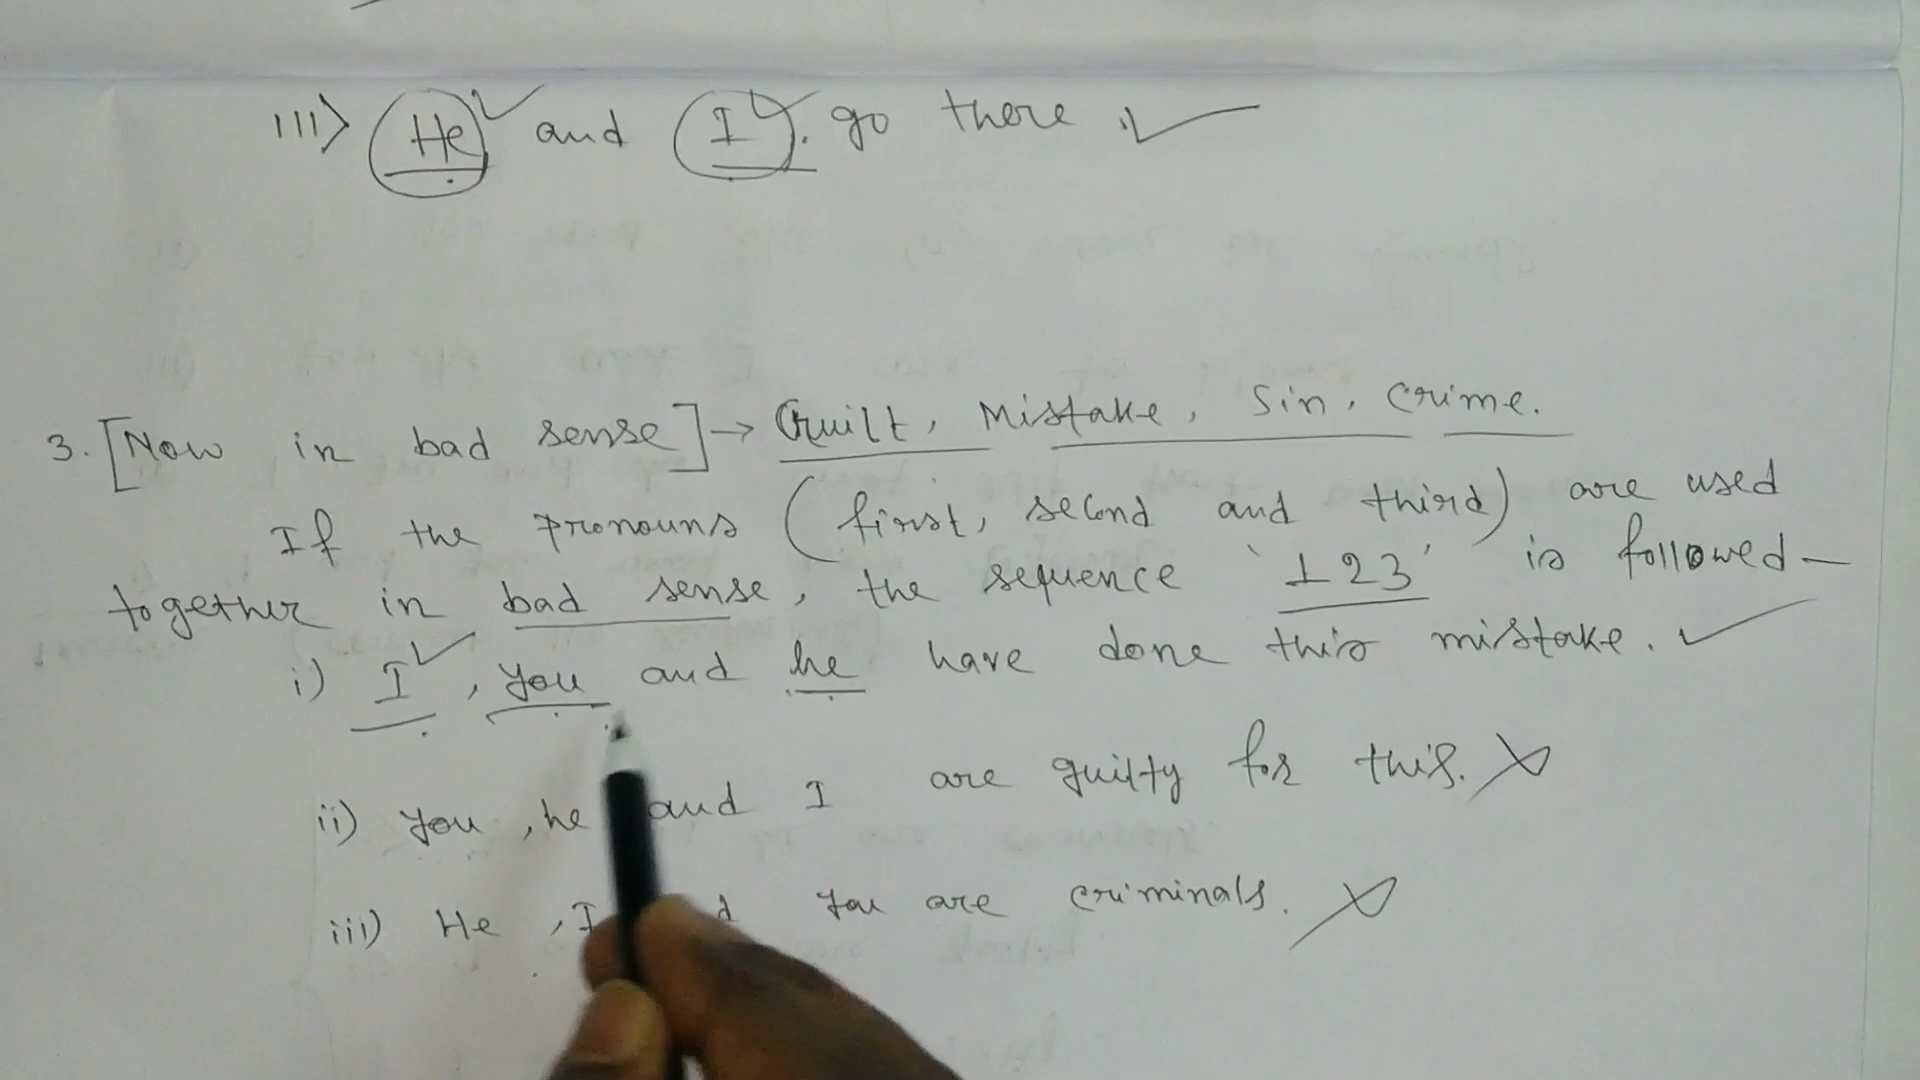 III) He and I. go there
3. [Now in bad sense] → Guilt, Mistake, Sin, Crime.
If the pronouns (first, second and third) are used
together in bad sense, the sequence '123' is followed-
i) I, you and he have done this mistake.
ii) you, he and I are guilty for this.
iii) He, I you are criminals.